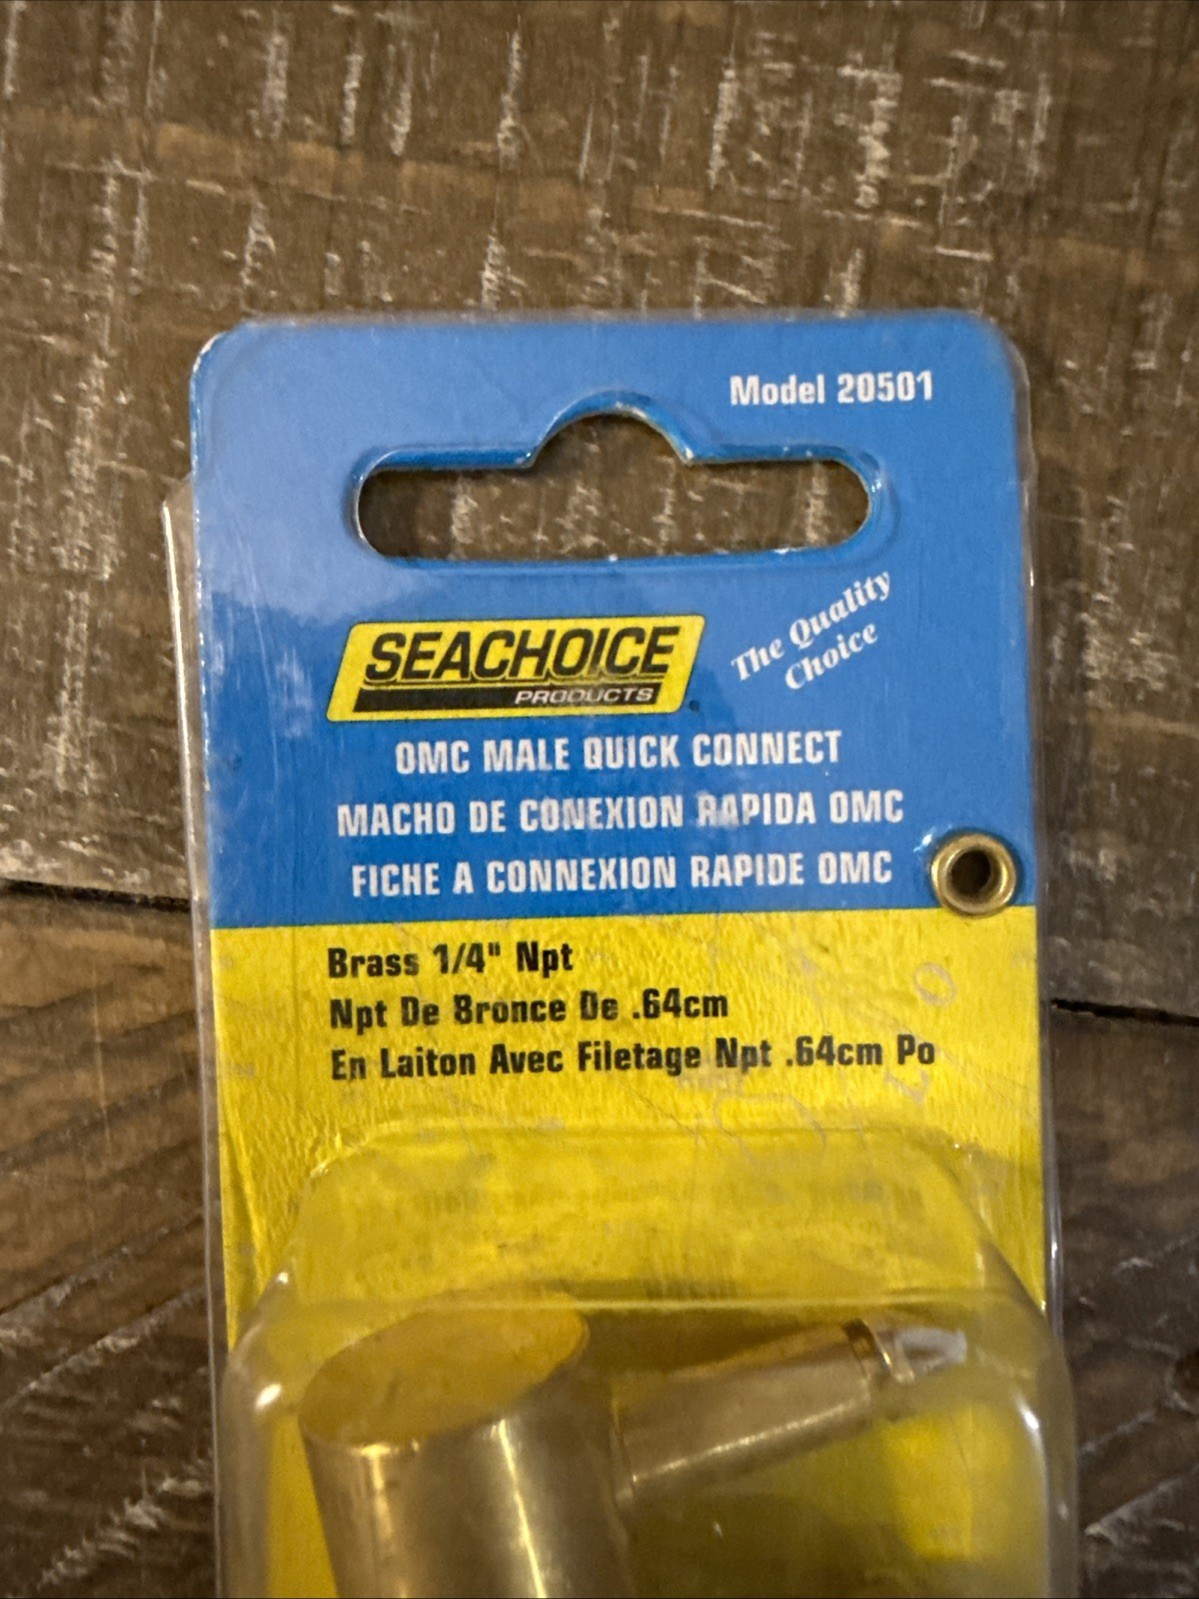 Model 20501
SEACHOICE
PRODUCTS
The Quality
Choice
OMC MALE QUICK CONNECT
MACHO DE CONEXION RAPIDA OMC
FICHE A CONNEXION RAPIDE OMC
Brass 1/4" Npt
Npt De Bronce De .64cm
En Laiton Avec Filetage Npt .64cm Po